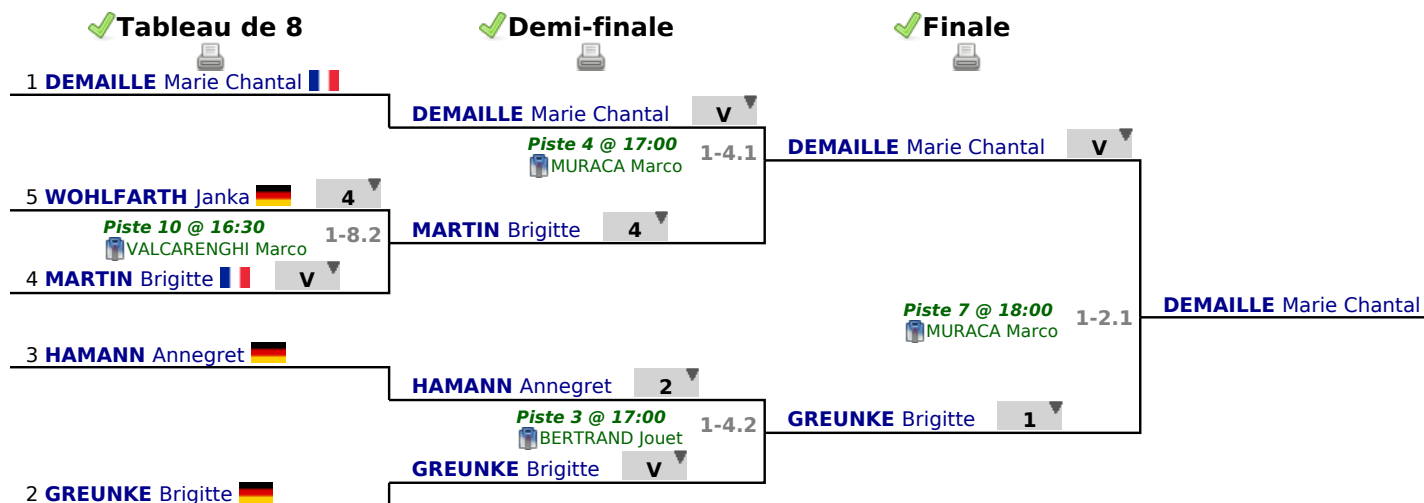 Tableau de 8
Demi-finale
Finale
1 DEMAILLE Marie Chantal
DEMAILLE Marie Chantal V
Piste 4 @ 17:00
MURACA Marco
1-4.1
DEMAILLE Marie Chantal V
5 WOHLFARTH Janka 4
Piste 10 @ 16:30
VALCARENGHI Marco
1-8.2
MARTIN Brigitte 4
4 MARTIN Brigitte V
Piste 7 @ 18:00
MURACA Marco
1-2.1
DEMAILLE Marie Chantal
3 HAMANN Annegret
HAMANN Annegret 2
Piste 3 @ 17:00
BERTRAND Jouet
1-4.2
GREUNKE Brigitte 1
GREUNKE Brigitte V
2 GREUNKE Brigitte